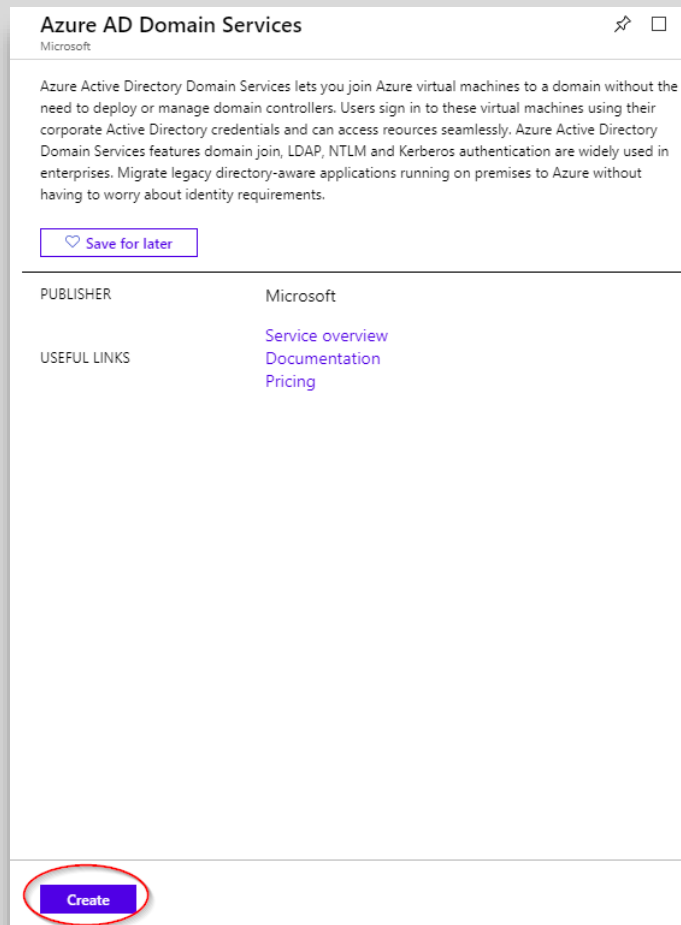 Azure AD Domain Services
Microsoft
Azure Active Directory Domain Services lets you join Azure virtual machines to a domain without the
need to deploy or manage domain controllers. Users sign in to these virtual machines using their
corporate Active Directory credentials and can access reources seamlessly. Azure Active Directory
Domain Services features domain join, LDAP, NTLM and Kerberos authentication are widely used in
enterprises. Migrate legacy directory-aware applications running on premises to Azure without
having to worry about identity requirements.
Save for later
PUBLISHER Microsoft
Service overview
USEFUL LINKS Documentation
Pricing
Create